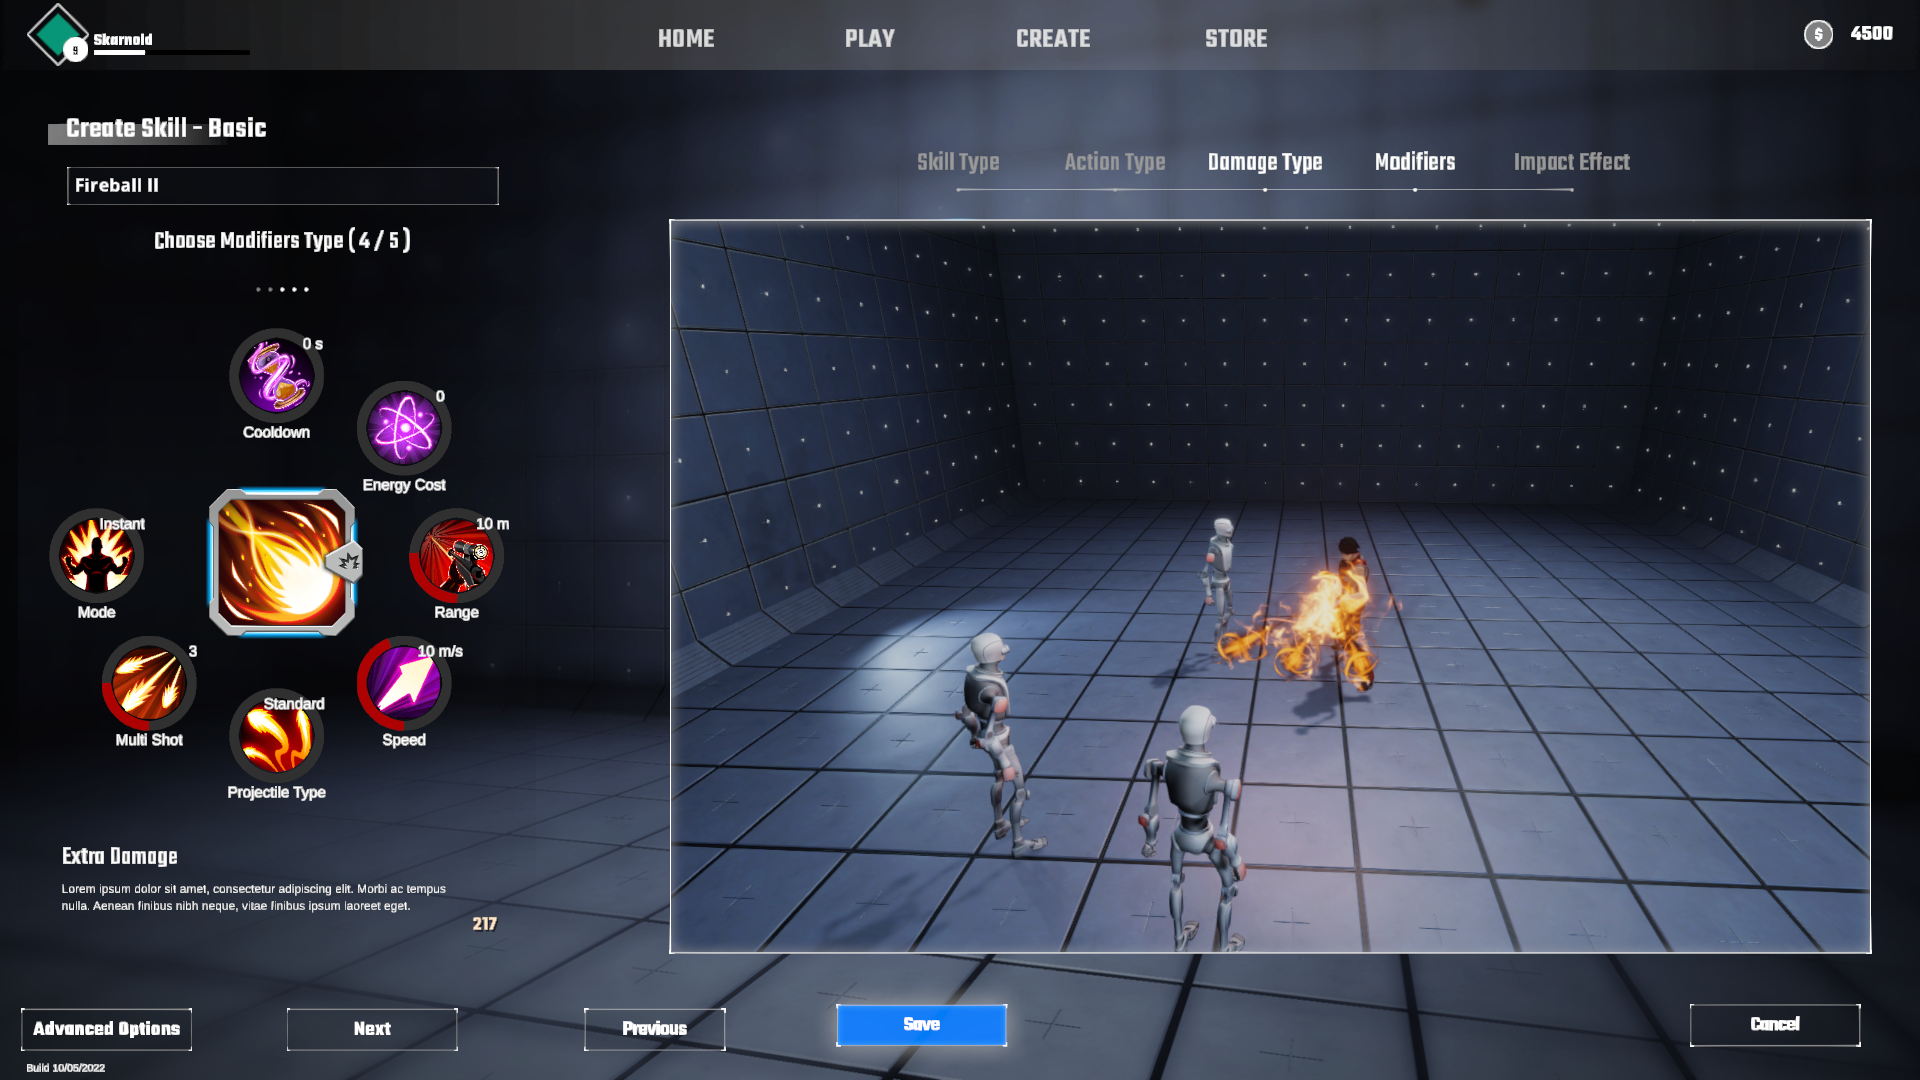 9
Skarnold
HOME
PLAY
CREATE
STORE
$
4500
Create Skill - Basic
Fireball II
Choose Modifiers Type ( 4 / 5 )
Skill Type
Action Type
Damage Type
Modifiers
Impact Effect
0 s
Cooldown
0
Energy Cost
Instant
Mode
10 m
Range
3
Multi Shot
10 m/s
Speed
Standard
Projectile Type
Extra Damage
Lorem ipsum dolor sit amet, consectetur adipiscing elit. Morbi ac tempus
nulla. Aenean finibus nibh neque, vitae finibus ipsum laoreet eget.
217
Advanced Options
Next
Previous
Save
Cancel
Build 10/05/2022